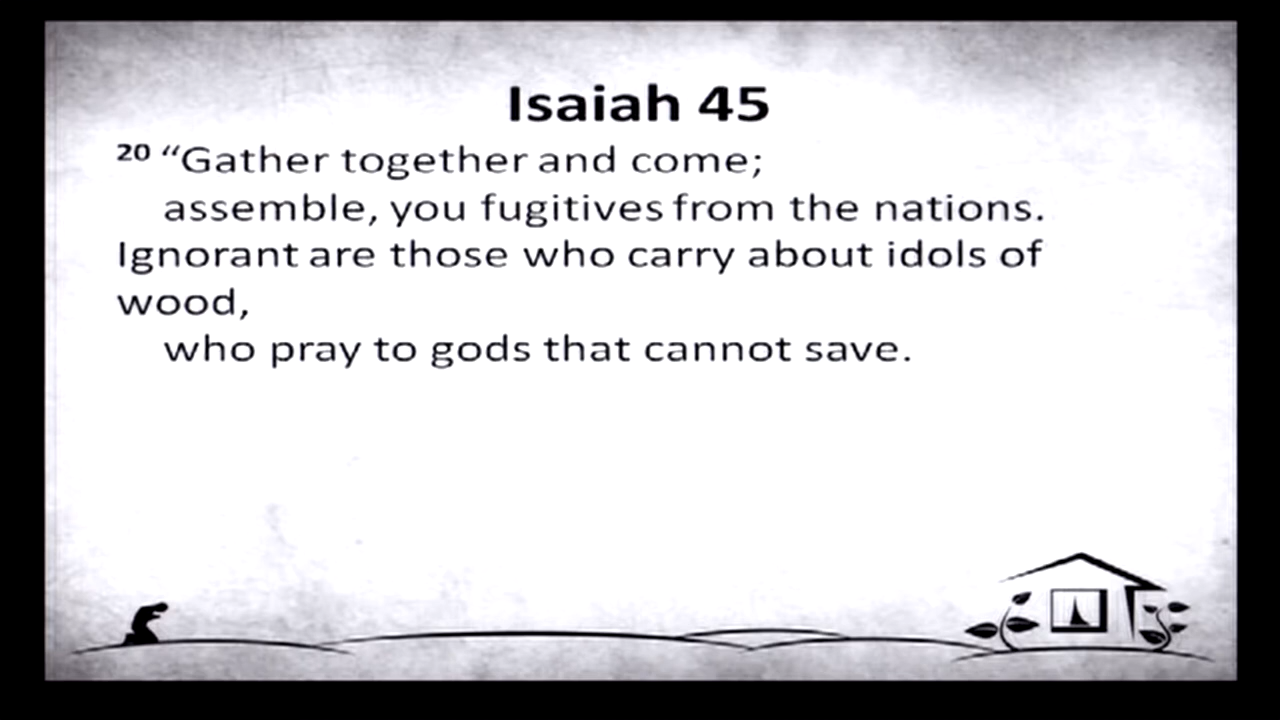 Isaiah 45
20 “Gather together and come;
assemble, you fugitives from the nations.
Ignorant are those who carry about idols of
wood,
who pray to gods that cannot save.